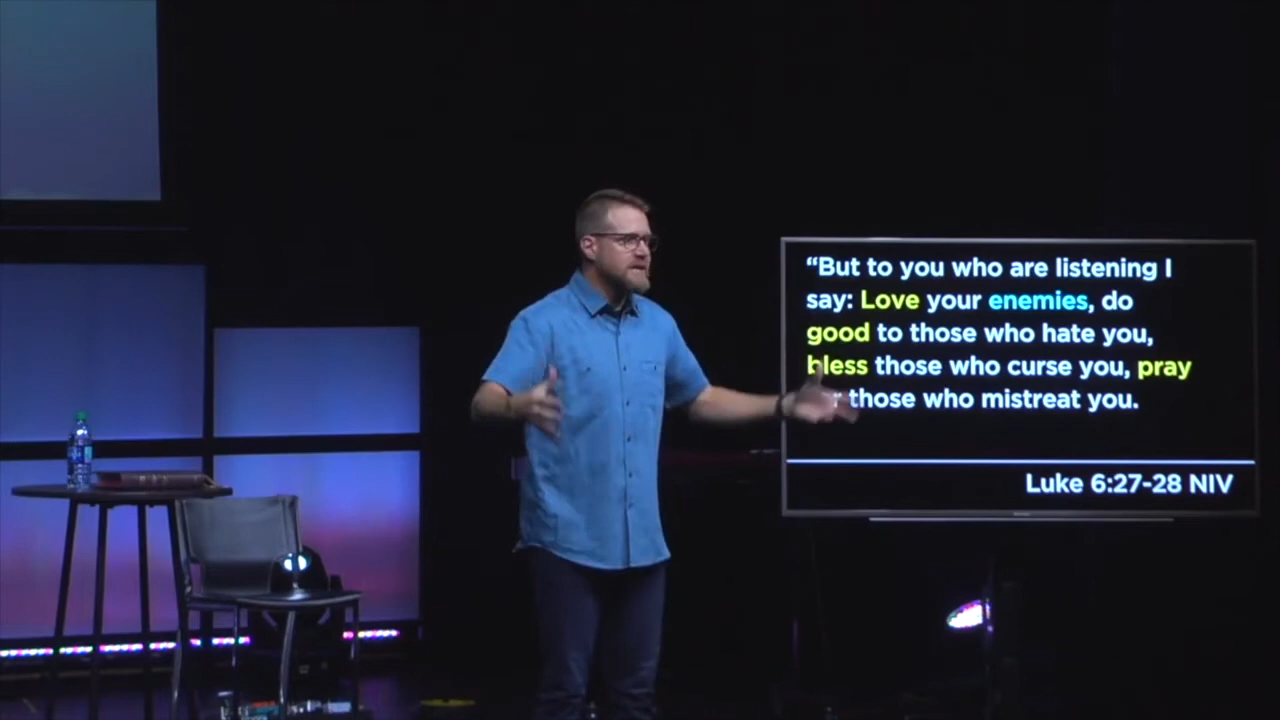 “But to you who are listening I
say: Love your enemies, do
good to those who hate you,
bless those who curse you, pray
those who mistreat you.
Luke 6:27-28 NIV